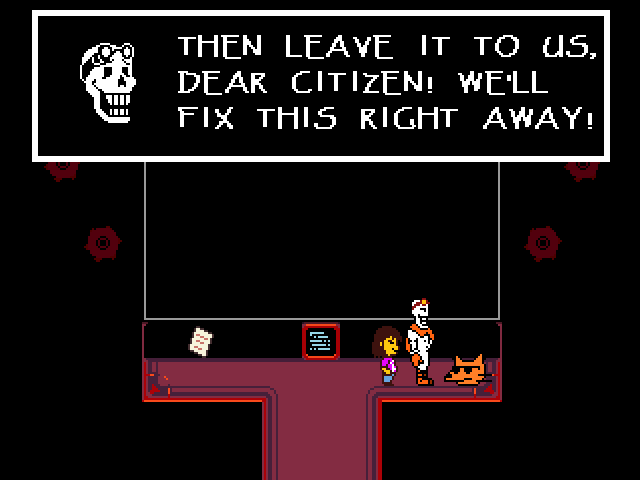 THEN LEAVE IT TO US,
DEAR CITIZEN! WE'LL
FIX THIS RIGHT AWAY!